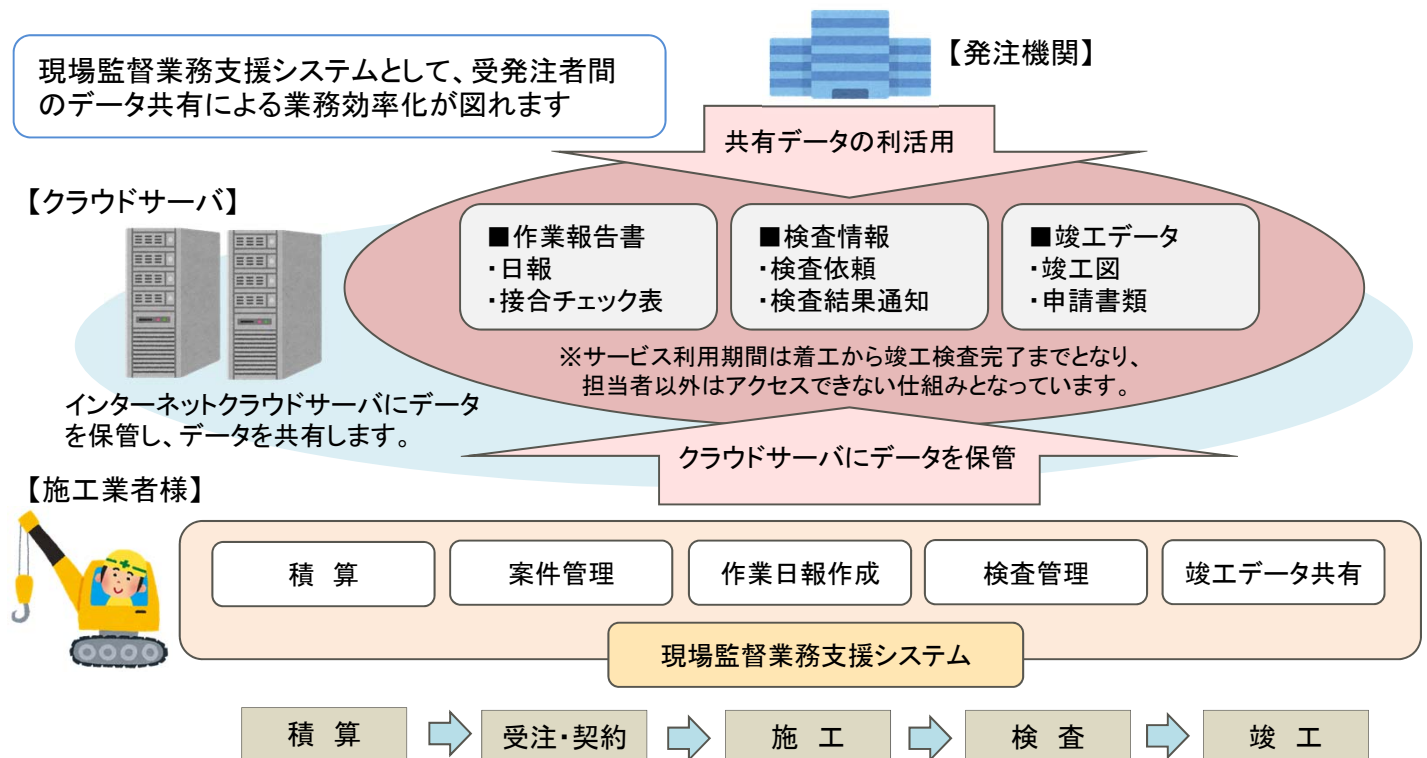 現場監督業務支援システムとして、受発注者間
のデータ共有による業務効率化が図れます
【発注機関】
共有データの利活用
【クラウドサーバ】
■作業報告書
・日報
・接合チェック表
■検査情報
・検査依頼
・検査結果通知
■竣工データ
・竣工図
・申請書類
※サービス利用期間は着工から竣工検査完了までとなり、
担当者以外はアクセスできない仕組みとなっています。
インターネットクラウドサーバにデータ
を保管し、データを共有します。
クラウドサーバにデータを保管
【施工業者様】
積 算
案件管理
作業日報作成
検査管理
竣工データ共有
現場監督業務支援システム
積 算
受注・契約
施 工
検 査
竣 工